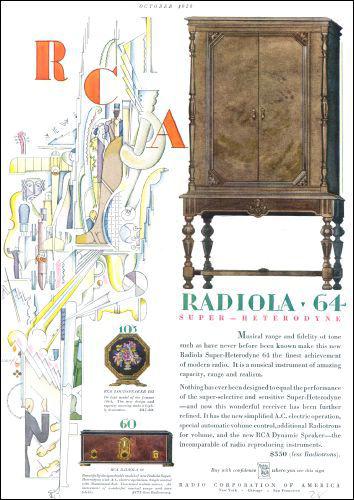 OCTOBER 1928
RCA
RADIOLA · 64
SUPER-HETERODYNE
Musical range and fidelity of tone
such as have never before been known make this new
Radiola Super-Heterodyne 64 the finest achievement
of modern radio. It is a musical instrument of amazing
capacity, range and realism.
Nothing has ever been designed to equal the performance
of the super-selective and sensitive Super-Heterodyne
—and now this wonderful receiver has been further
refined. It has the new simplified A.C. electric operation,
special automatic volume control, additional Radiotrons
for volume, and the new RCA Dynamic Speaker—the
incomparable of radio reproducing instruments.
$550 (less Radiotrons).
103
RCA LOUDSPEAKER 103
60
RCA RADIOLA 60
Buy with confidence where you see this sign
RADIO CORPORATION OF AMERICA
New York · Chicago · San Francisco